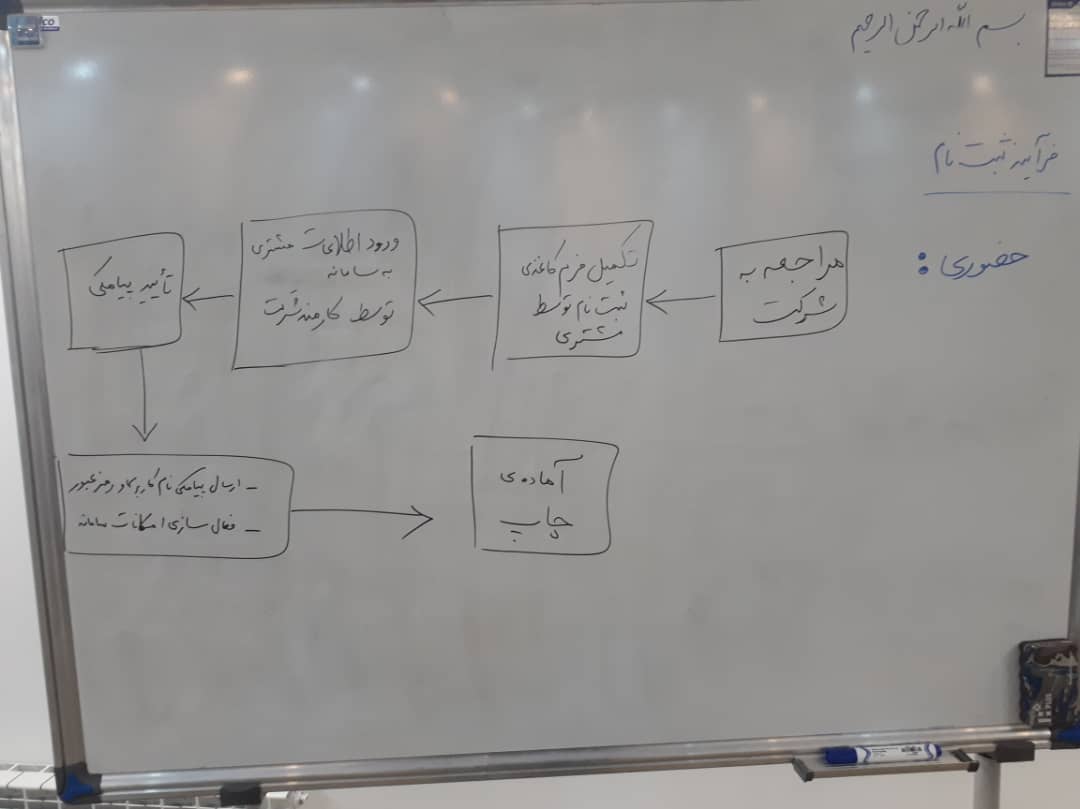 بسم الله الرحمن الرحیم
فرآیند ثبت نام
حضوری :
مراجعه به
شرکت
تکمیل فرم کاغذی
ثبت نام توسط
مشتری
ورود اطلاعات مشتری
به سامانه
توسط کارمند شرکت
تأیید پیامکی
– ارسال پیامکی نام کاربری و رمز عبور
– فعال سازی امکانات سامانه
آماده‌ی
چاپ